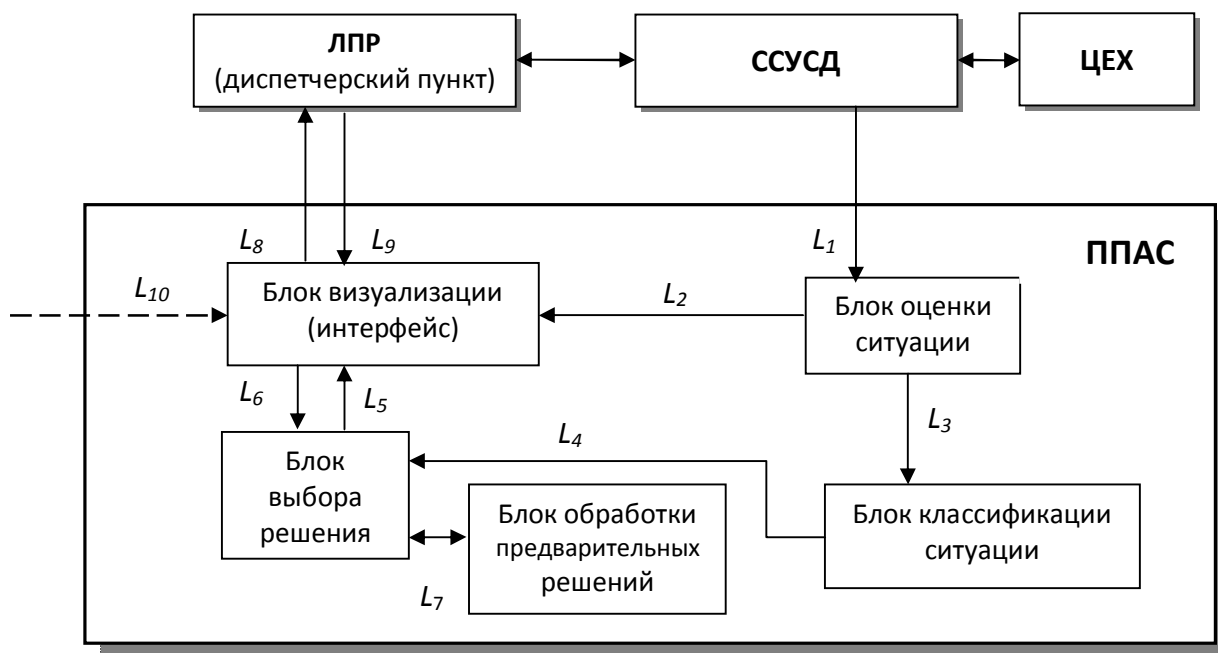 ЛПР
(диспетчерский пункт)
ССУСД
ЦЕХ
L8
L9
L1
ППАС
L10
Блок визуализации
(интерфейс)
L2
Блок оценки
ситуации
L6
L5
L4
L3
Блок
выбора
решения
Блок обработки
предварительных
решений
Блок классификации
ситуации
L7